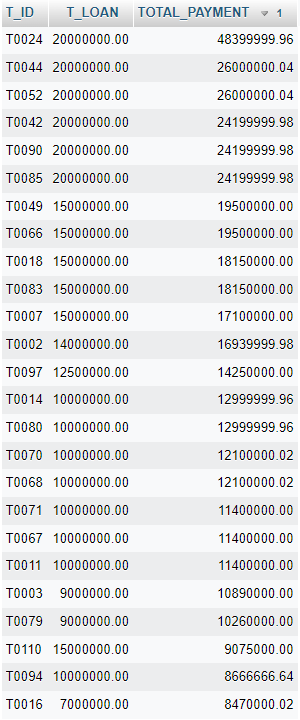 T_ID T_LOAN TOTAL_PAYMENT 1
T0024 20000000.00 48399999.96
T0044 20000000.00 26000000.04
T0052 20000000.00 26000000.04
T0042 20000000.00 24199999.98
T0090 20000000.00 24199999.98
T0085 20000000.00 24199999.98
T0049 15000000.00 19500000.00
T0066 15000000.00 19500000.00
T0018 15000000.00 18150000.00
T0083 15000000.00 18150000.00
T0007 15000000.00 17100000.00
T0002 14000000.00 16939999.98
T0097 12500000.00 14250000.00
T0014 10000000.00 12999999.96
T0080 10000000.00 12999999.96
T0070 10000000.00 12100000.02
T0068 10000000.00 12100000.02
T0071 10000000.00 11400000.00
T0067 10000000.00 11400000.00
T0011 10000000.00 11400000.00
T0003 9000000.00 10890000.00
T0079 9000000.00 10260000.00
T0110 15000000.00 9075000.00
T0094 10000000.00 8666666.64
T0016 7000000.00 8470000.02